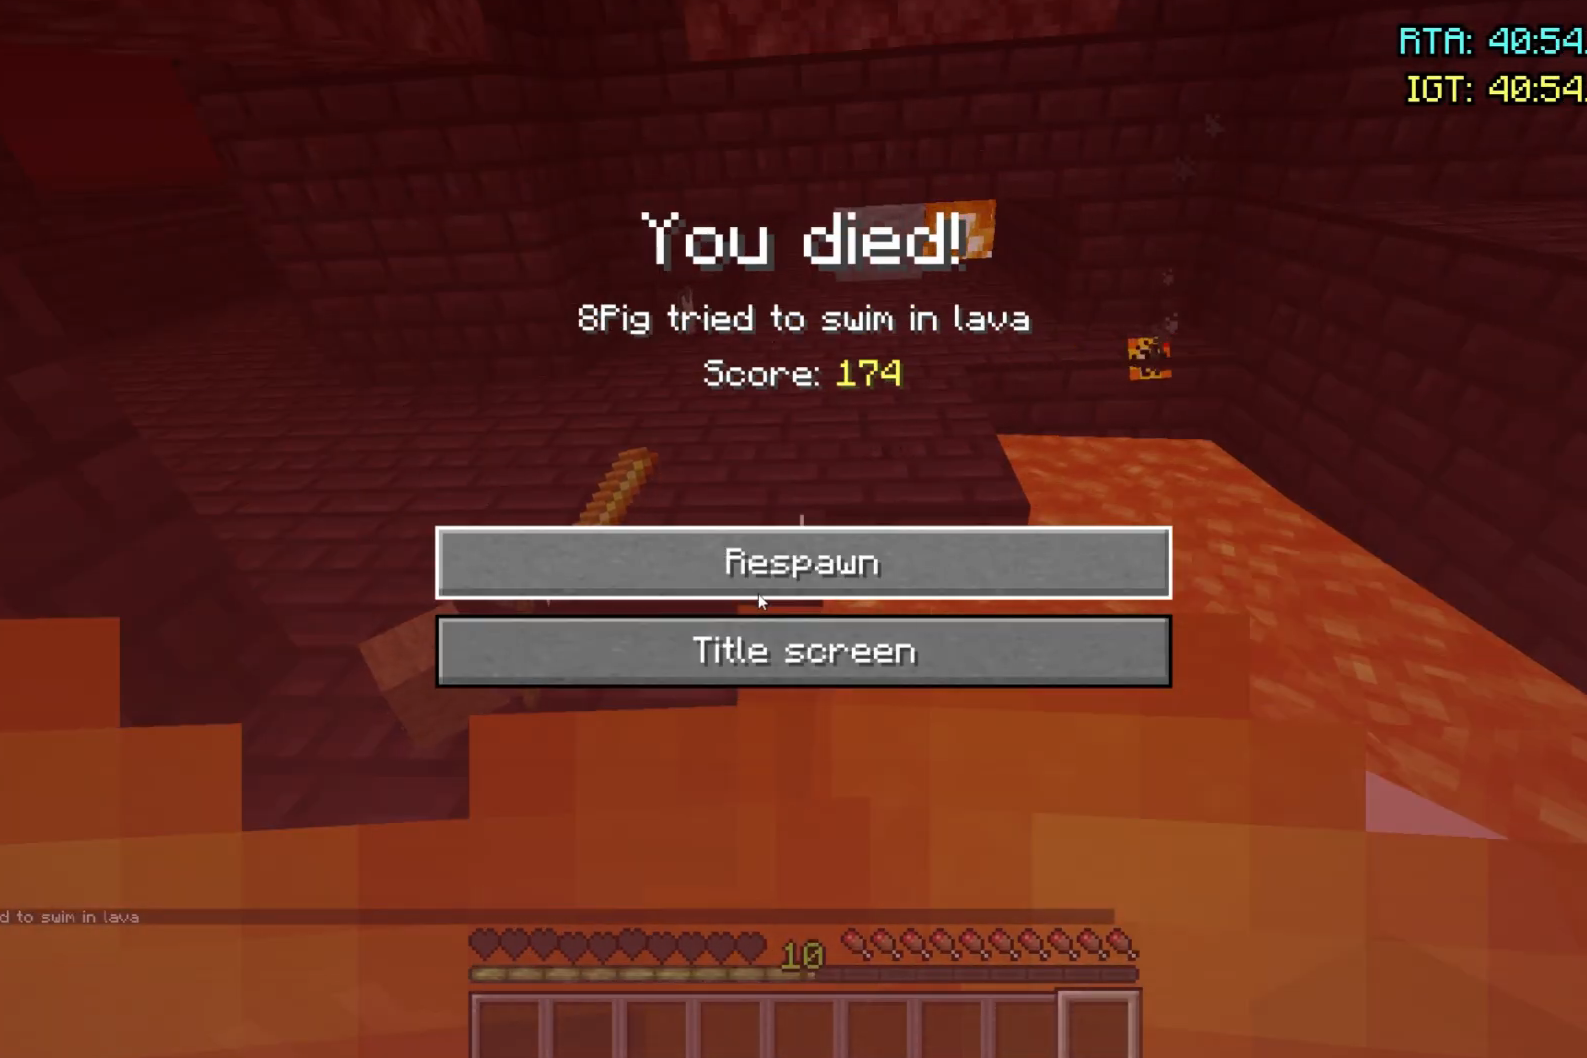 RTA: 40:54.
IGT: 40:54.
You died!
8Pig tried to swim in lava
Score: 174
Respawn
Title screen
d to swim in lava
10